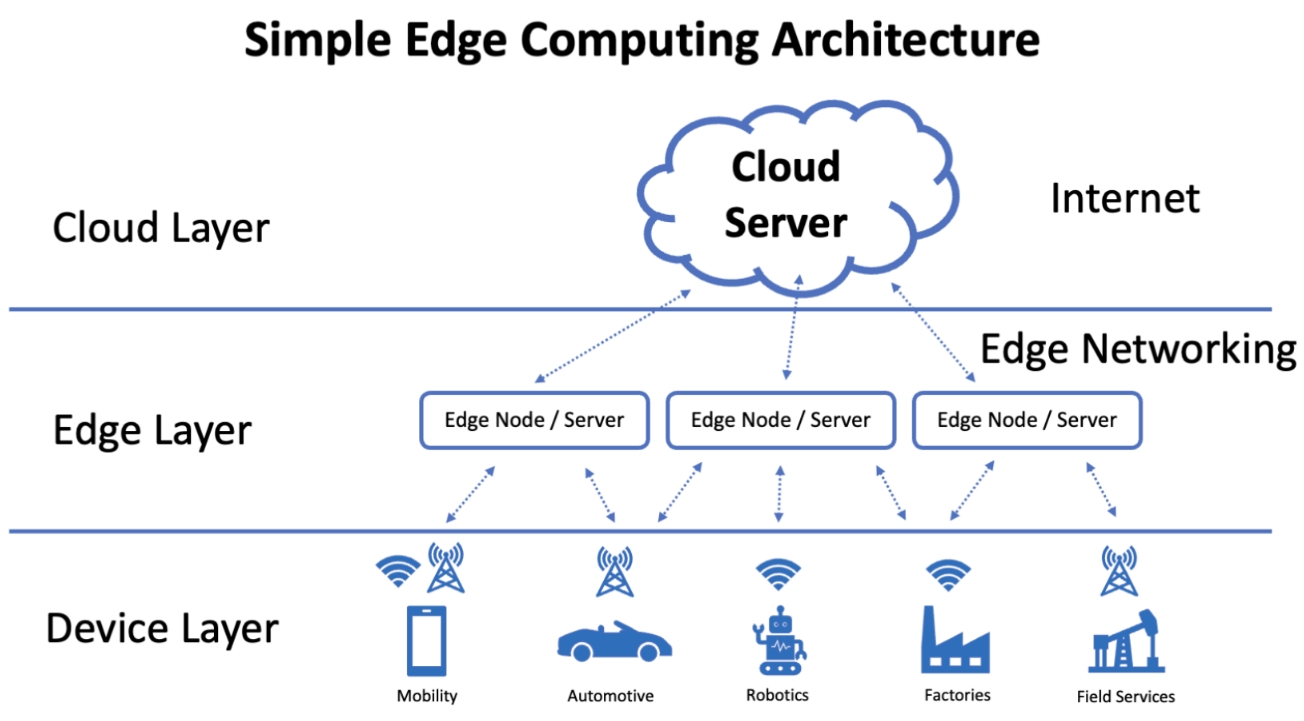 Simple Edge Computing Architecture
Cloud
Server
Cloud Layer
Internet
Edge Networking
Edge Layer
Edge Node / Server
Edge Node / Server
Edge Node / Server
Device Layer
Mobility
Automotive
Robotics
Factories
Field Services